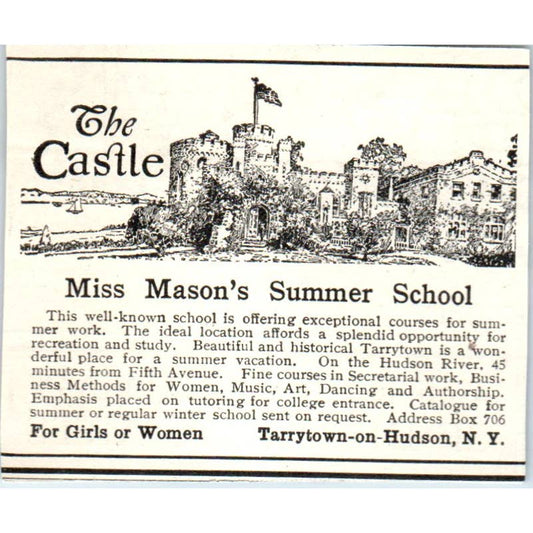 The
Castle
Miss Mason's Summer School
This well-known school is offering exceptional courses for sum-
mer work. The ideal location affords a splendid opportunity for
recreation and study. Beautiful and historical Tarrytown is a won-
derful place for a summer vacation. On the Hudson River, 45
minutes from Fifth Avenue. Fine courses in Secretarial work, Busi-
ness Methods for Women, Music, Art, Dancing and Authorship.
Emphasis placed on tutoring for college entrance. Catalogue for
summer or regular winter school sent on request. Address Box 706
For Girls or Women Tarrytown-on-Hudson, N. Y.